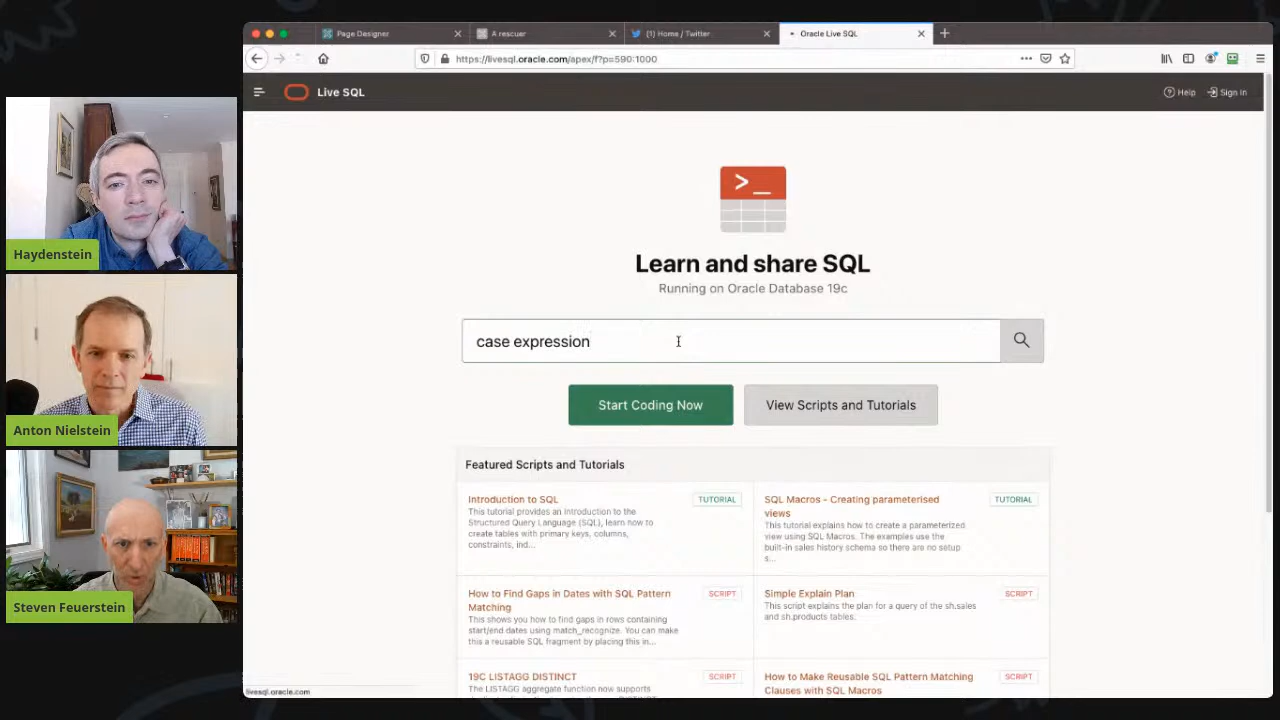 Page Designer
A rescuer
(1) Home / Twitter
Oracle Live SQL
https://livesql.oracle.com/apex/f?p=590:1000
Live SQL
Help
Sign In
>_
Learn and share SQL
Running on Oracle Database 19c
case expression
Start Coding Now
View Scripts and Tutorials
Featured Scripts and Tutorials
Introduction to SQL
TUTORIAL
This tutorial provides an introduction to the
Structured Query Language (SQL), learn how to
create tables with primary keys, columns,
constraints, ind...
SQL Macros - Creating parameterised
views
TUTORIAL
This tutorial explains how to create a parameterized
view using SQL Macros. The examples use the
built-in sales history schema so there are no setup
s...
How to Find Gaps in Dates with SQL Pattern
Matching
SCRIPT
This shows you how to find gaps in rows containing
start/end dates using match_recognize. You can make
this a reusable SQL fragment by placing this in...
Simple Explain Plan
SCRIPT
This script explains the plan for a query of the sh.sales
and sh.products tables.
19C LISTAGG DISTINCT
SCRIPT
The LISTAGG aggregate function now supports
How to Make Reusable SQL Pattern Matching
Clauses with SQL Macros
SCRIPT
livesql.oracle.com
Haydenstein
Anton Nielstein
Steven Feuerstein